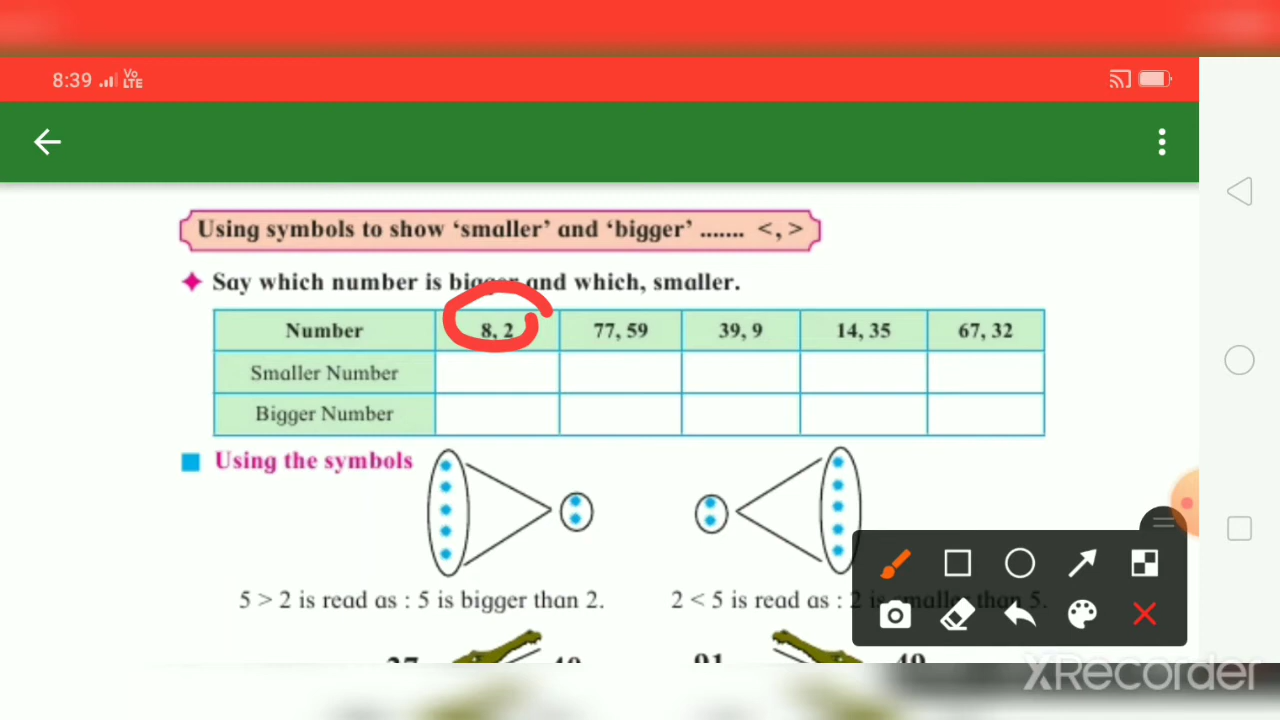 8:39 Vo LTE
Using symbols to show ‘smaller’ and ‘bigger’ ....... <, >
Say which number is bigger and which, smaller.
Number 8, 2 77, 59 39, 9 14, 35 67, 32
Smaller Number
Bigger Number
Using the symbols
5 > 2 is read as : 5 is bigger than 2.
2 < 5 is read as : 2 is smaller than 5.
XRecorder